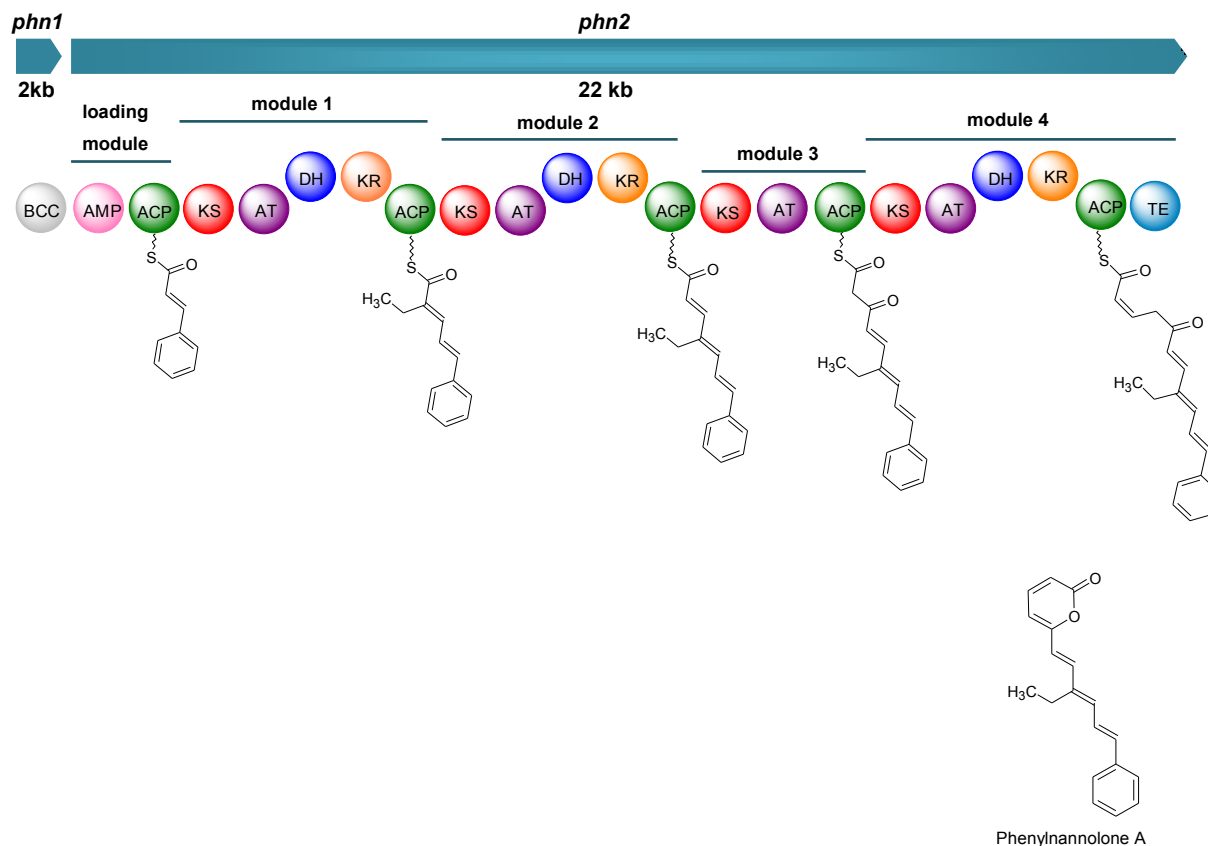 phn1
phn2
2kb
22 kb
loading
module
module 1
module 2
module 3
module 4
BCC AMP ACP KS AT DH KR ACP KS AT DH KR ACP KS AT ACP KS AT DH KR ACP TE
S O
S O
H₃C
S O
H₃C
S O
O
H₃C
S O
O
H₃C
O
O
H₃C
Phenylnannolone A